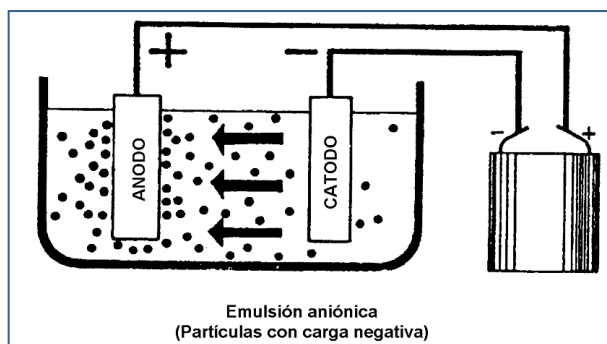 + −
− +
ANODO
CATODO
Emulsión aniónica
(Partículas con carga negativa)